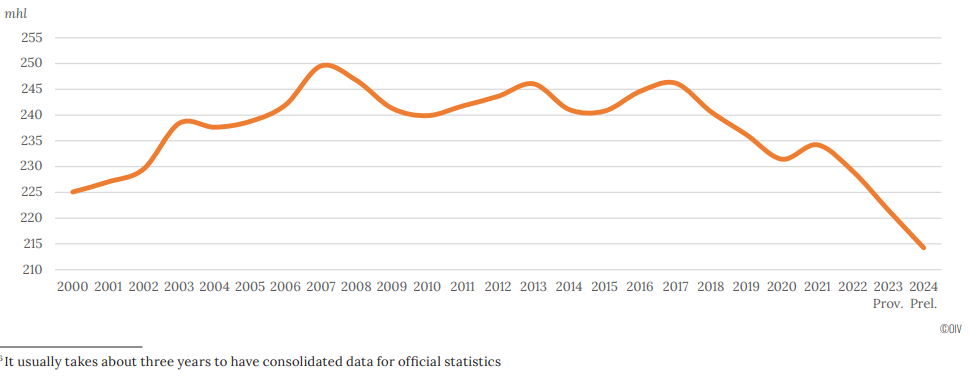 mhl
255
250
245
240
235
230
225
220
215
210
2000 2001 2002 2003 2004 2005 2006 2007 2008 2009 2010 2011 2012 2013 2014 2015 2016 2017 2018 2019 2020 2021 2022 2023 2024
Prov. Prel.
©OIV
6 It usually takes about three years to have consolidated data for official statistics